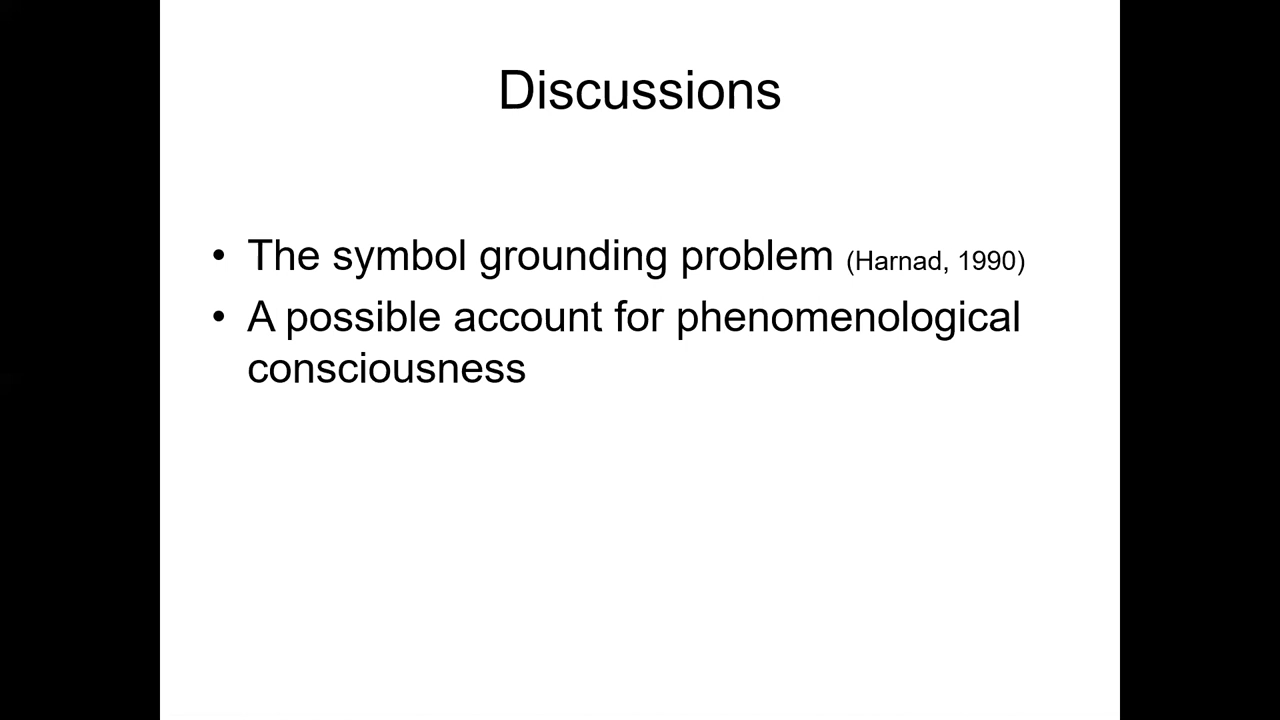 Discussions
• The symbol grounding problem (Harnad, 1990)
• A possible account for phenomenological
consciousness